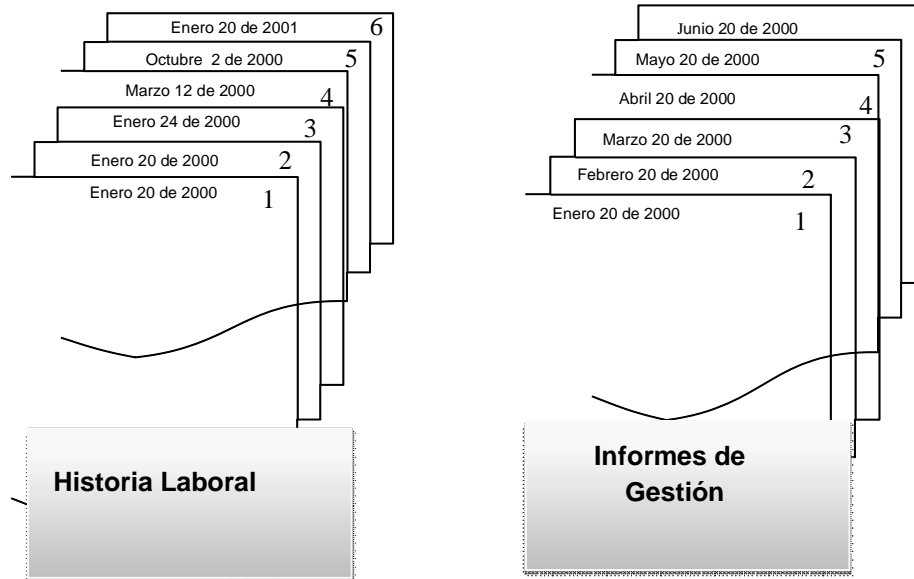 Enero 20 de 2001 6
Octubre 2 de 2000 5
Marzo 12 de 2000 4
Enero 24 de 2000 3
Enero 20 de 2000 2
Enero 20 de 2000 1
Historia Laboral
Junio 20 de 2000
Mayo 20 de 2000 5
Abril 20 de 2000 4
Marzo 20 de 2000 3
Febrero 20 de 2000 2
Enero 20 de 2000 1
Informes de
Gestión